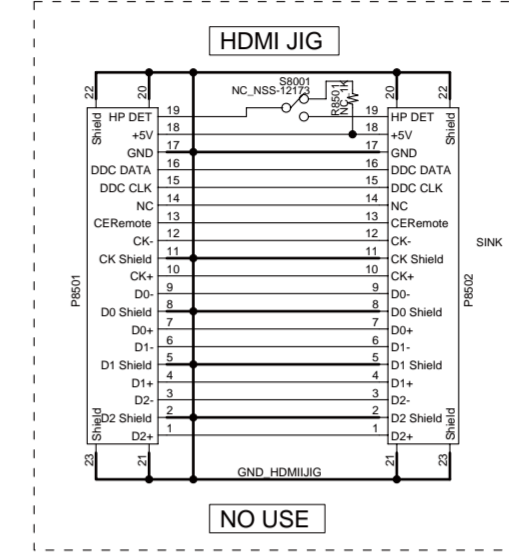 HDMI JIG
S8001
NC_NSS-12173
R8501
NC_1K
22
20
20
22
Shield
HP DET
19
19
HP DET
Shield
+5V
18
18
+5V
GND
17
17
GND
DDC DATA
16
16
DDC DATA
DDC CLK
15
15
DDC CLK
NC
14
14
NC
CERemote
13
13
CERemote
CK-
12
12
CK-
SINK
CK Shield
11
11
CK Shield
CK+
10
10
CK+
P8501
P8502
D0-
9
9
D0-
D0 Shield
8
8
D0 Shield
D0+
7
7
D0+
D1-
6
6
D1-
D1 Shield
5
5
D1 Shield
D1+
4
4
D1+
D2-
3
3
D2-
D2 Shield
2
2
D2 Shield
Shield
D2+
1
1
D2+
Shield
23
21
GND_HDMIIJIG
21
23
NO USE